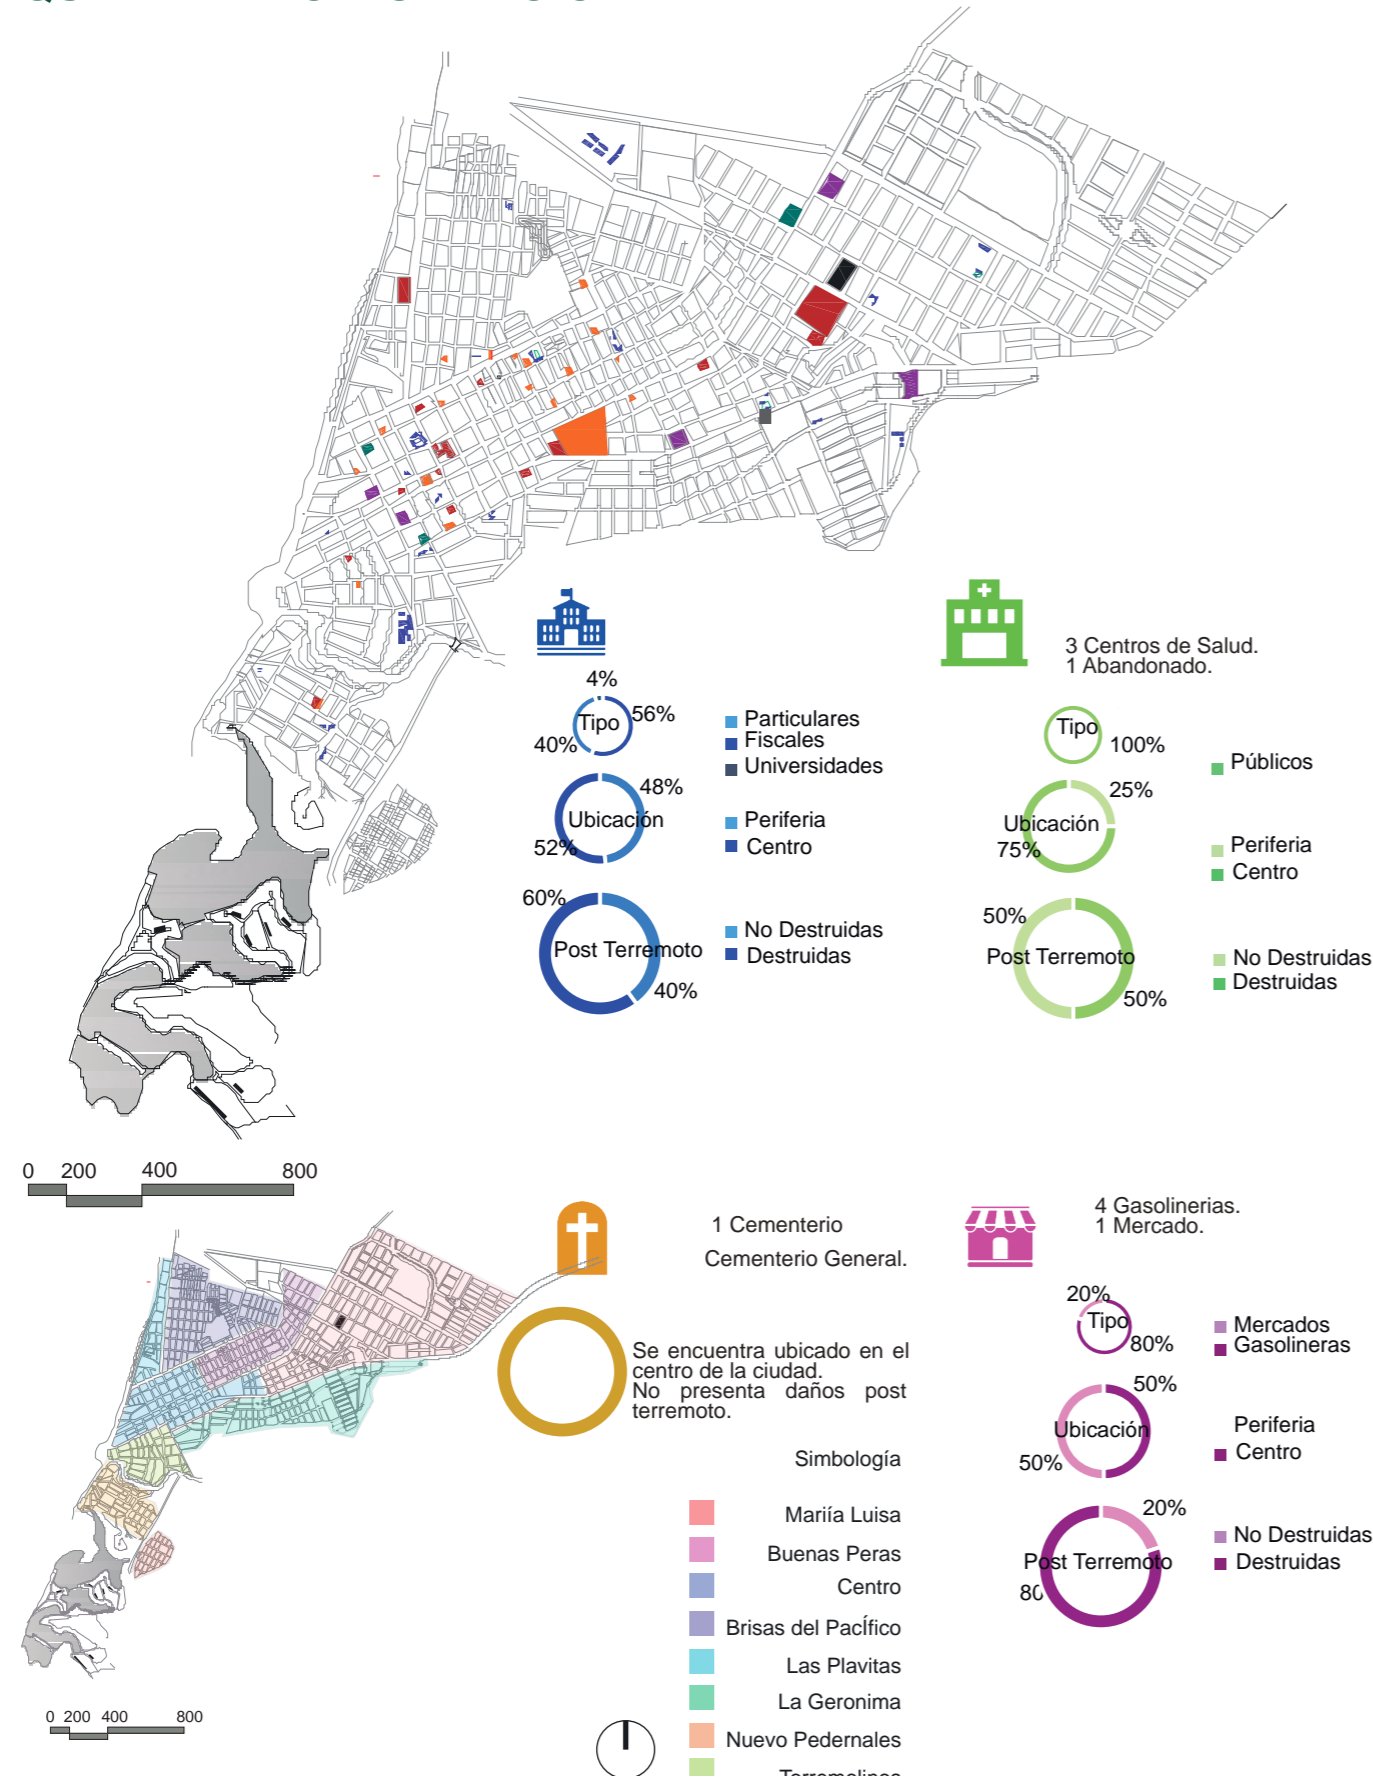 4%
Tipo
56%
40%
Particulares
Fiscales
Universidades
48%
Ubicación
52%
Periferia
Centro
60%
Post Terremoto
40%
No Destruidas
Destruidas
3 Centros de Salud.
1 Abandonado.
Tipo
100%
Públicos
25%
Ubicación
75%
Periferia
Centro
50%
Post Terremoto
50%
No Destruidas
Destruidas
0 200 400 800
1 Cementerio
Cementerio General.
Se encuentra ubicado en el
centro de la ciudad.
No presenta daños post
terremoto.
4 Gasolinerias.
1 Mercado.
20%
Tipo
80%
Mercados
Gasolineras
50%
Ubicación
50%
Periferia
Centro
20%
Post Terremoto
80
No Destruidas
Destruidas
Simbología
Mariía Luisa
Buenas Peras
Centro
Brisas del PacÍfico
Las Plavitas
La Geronima
Nuevo Pedernales
0 200 400 800